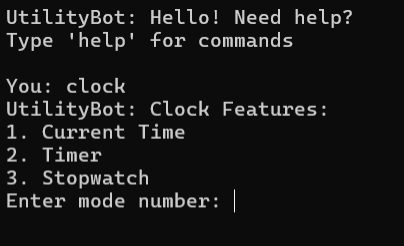 UtilityBot: Hello! Need help?
Type 'help' for commands
You: clock
UtilityBot: Clock Features:
1. Current Time
2. Timer
3. Stopwatch
Enter mode number: